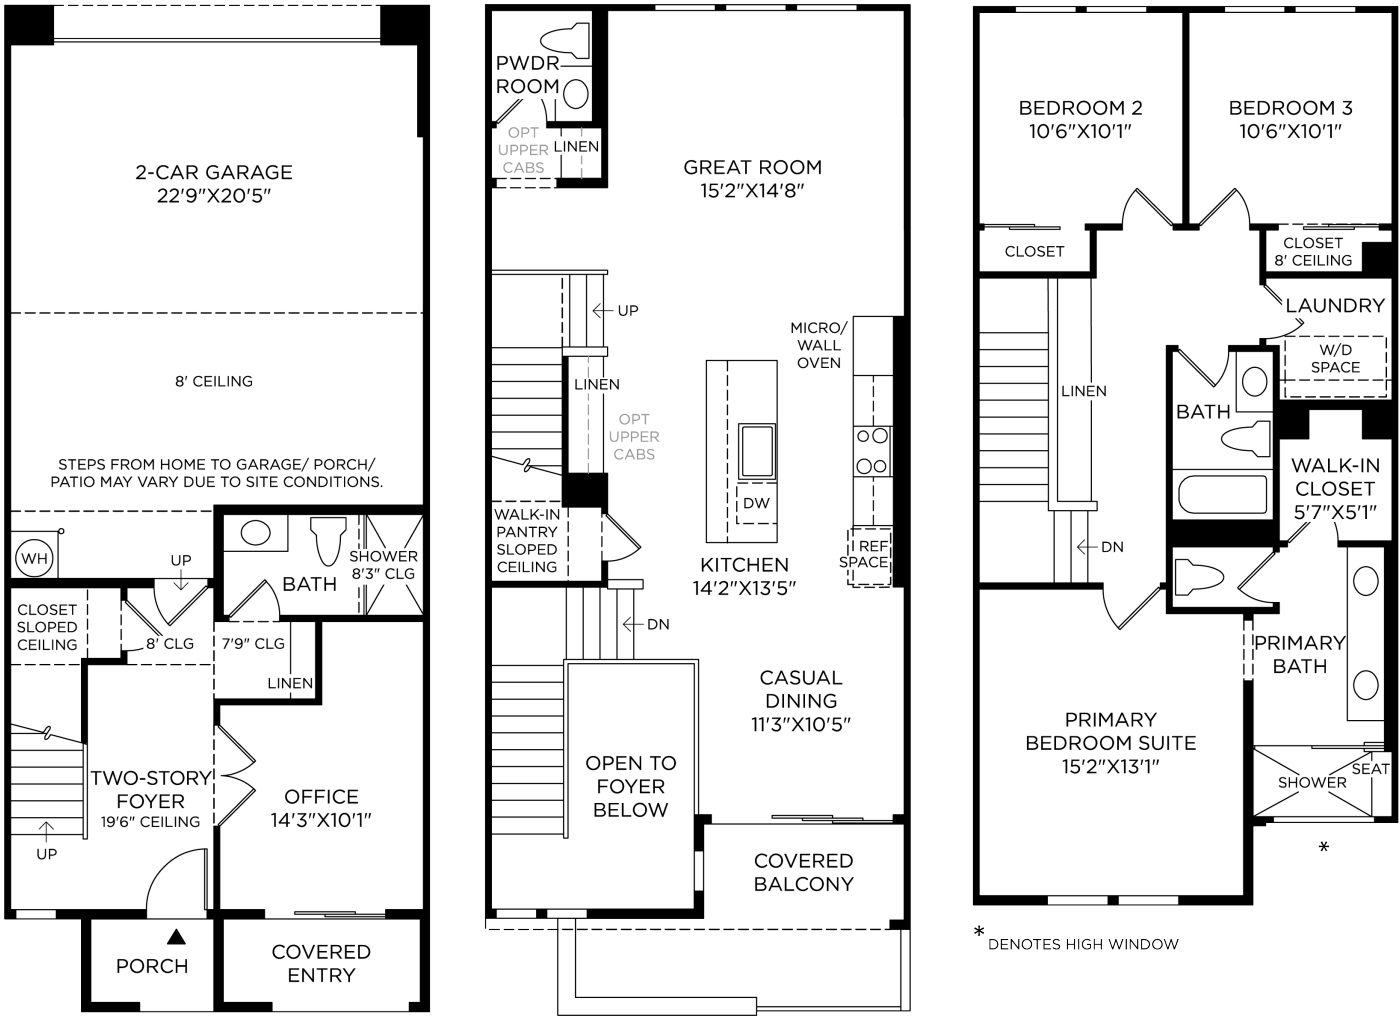 2-CAR GARAGE
22'9"X20'5"
8' CEILING
STEPS FROM HOME TO GARAGE/ PORCH/
PATIO MAY VARY DUE TO SITE CONDITIONS.
WH
UP
BATH
SHOWER
8'3" CLG
CLOSET
SLOPED
CEILING
8' CLG
7'9" CLG
LINEN
TWO-STORY
FOYER
19'6" CEILING
UP
OFFICE
14'3"X10'1"
PORCH
COVERED
ENTRY
PWDR
ROOM
OPT
UPPER
CABS
LINEN
GREAT ROOM
15'2"X14'8"
UP
MICRO/
WALL
OVEN
LINEN
OPT
UPPER
CABS
DW
WALK-IN
PANTRY
SLOPED
CEILING
KITCHEN
14'2"X13'5"
REF
SPACE
DN
CASUAL
DINING
11'3"X10'5"
OPEN TO
FOYER
BELOW
COVERED
BALCONY
BEDROOM 2
10'6"X10'1"
BEDROOM 3
10'6"X10'1"
CLOSET
CLOSET
8' CEILING
LAUNDRY
W/D
SPACE
LINEN
BATH
WALK-IN
CLOSET
5'7"X5'1"
DN
PRIMARY
BATH
PRIMARY
BEDROOM SUITE
15'2"X13'1"
SEAT
SHOWER
*
* DENOTES HIGH WINDOW